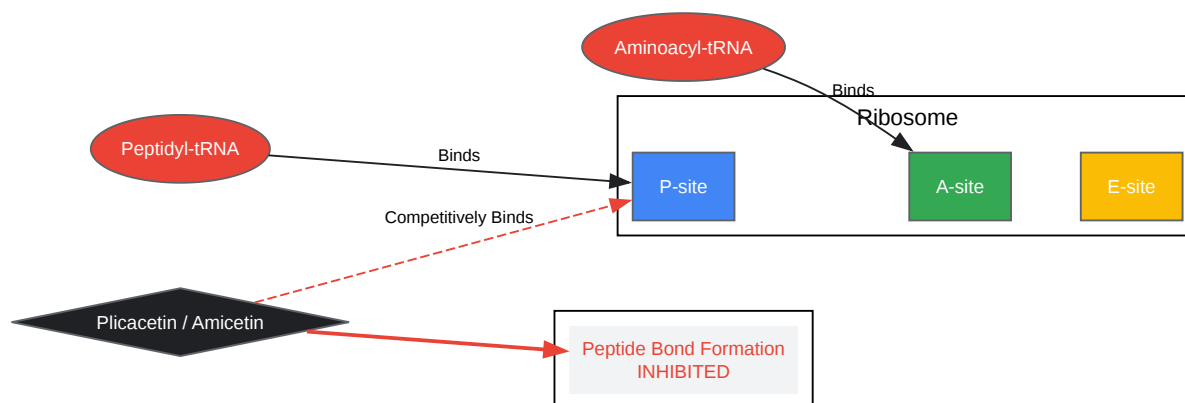 Aminoacyl-tRNA
Binds
Ribosome
Peptidyl-tRNA
Binds
P-site
A-site
E-site
Competitively Binds
Plicacetin / Amicetin
Peptide Bond Formation
INHIBITED